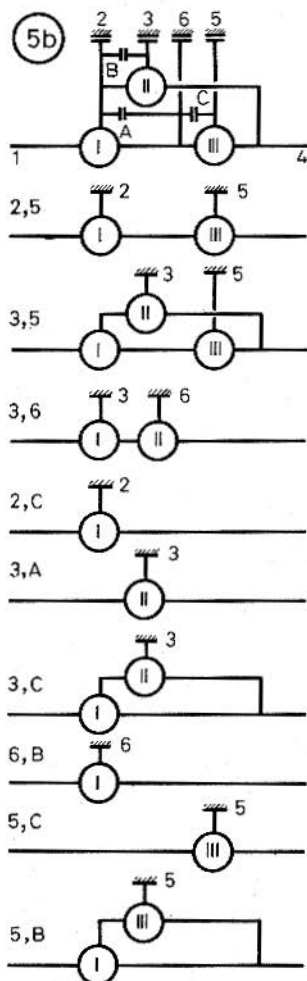 5b
2 3 6 5
B II C
A
1 I III 4
2,5
2 5
I III
3,5
3 5
II
I III
3,6
3 6
I II
2,C
2
I
3,A
3
II
3,C
3
II
I
6,B
6
I
5,C
5
III
5,B
5
III
I